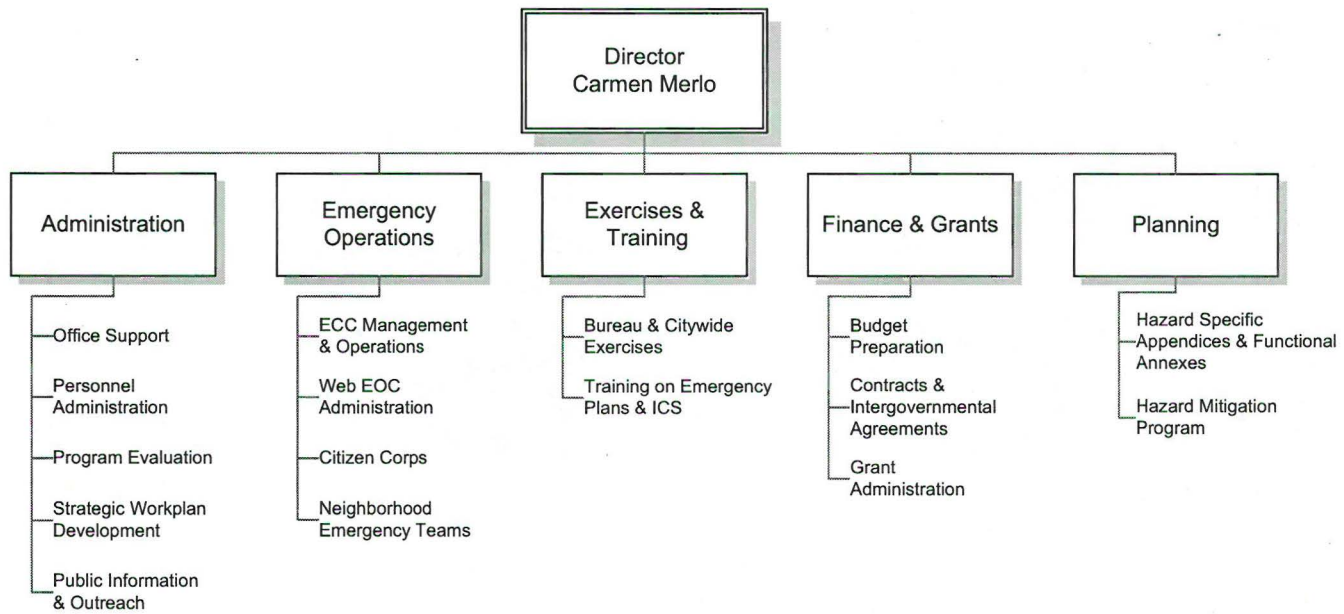 Director
Carmen Merlo
Administration
Office Support
Personnel
Administration
Program Evaluation
Strategic Workplan
Development
Public Information
& Outreach
Emergency
Operations
ECC Management
& Operations
Web EOC
Administration
Citizen Corps
Neighborhood
Emergency Teams
Exercises &
Training
Bureau & Citywide
Exercises
Training on Emergency
Plans & ICS
Finance & Grants
Budget
Preparation
Contracts &
Intergovernmental
Agreements
Grant
Administration
Planning
Hazard Specific
Appendices & Functional
Annexes
Hazard Mitigation
Program